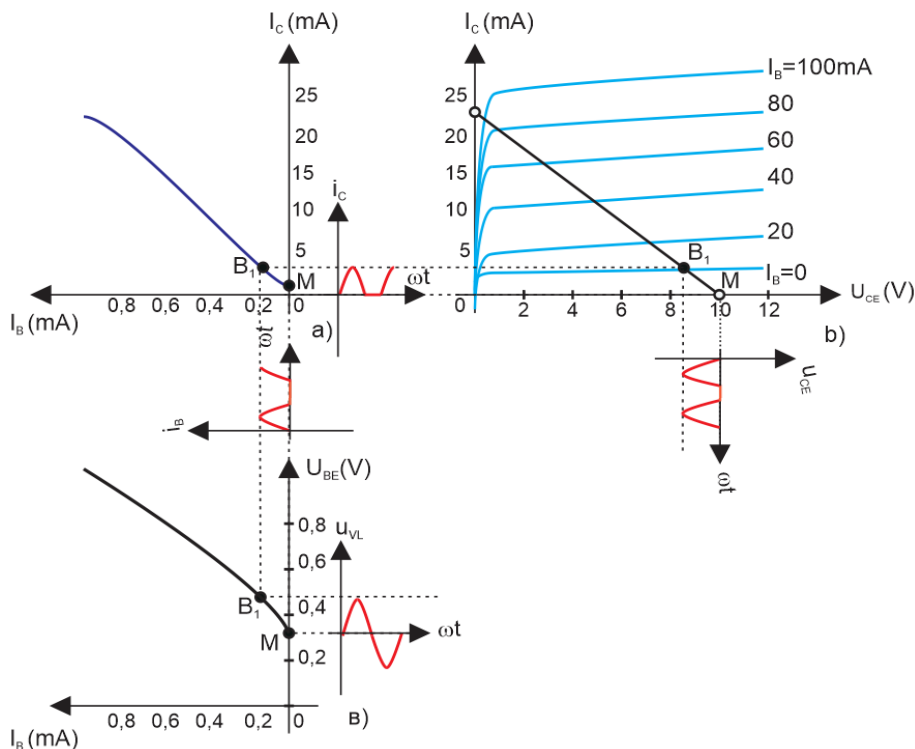 I_C (mA)
25
20
15
10
5
B₁
M
i_C
ωt
I_B (mA)
0,8
0,6
0,4
0,2
0
a)
ωt
i_B
I_C (mA)
25
20
15
10
5
0
I_B=100mA
80
60
40
20
I_B=0
B₁
M
2
4
6
8
10
12
U_CE (V)
б)
u_CE
ωt
U_BE (V)
0,8
0,6
0,4
0,2
B₁
M
u_VL
ωt
I_B (mA)
0,8
0,6
0,4
0,2
0
в)